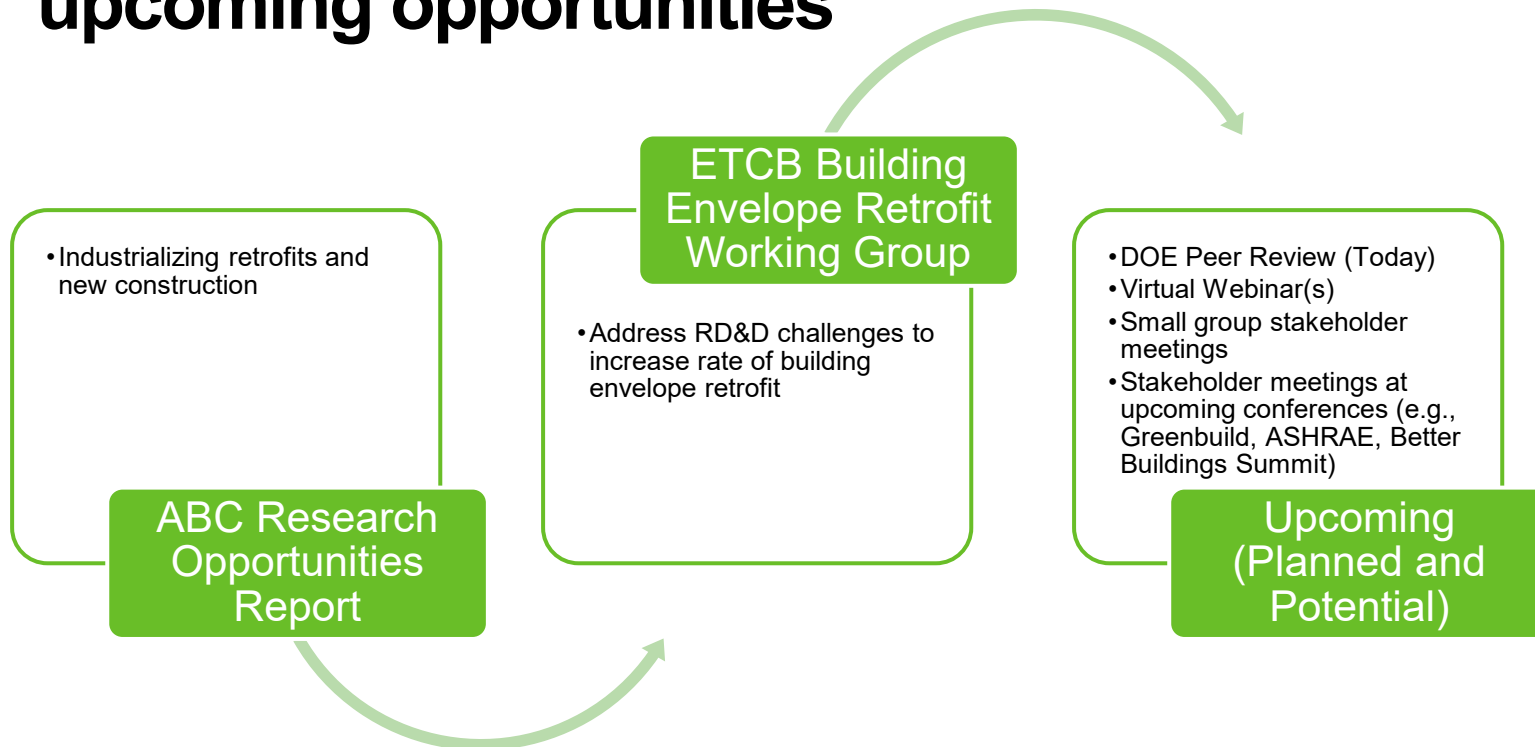 upcoming opportunities
•Industrializing retrofits and
new construction
ABC Research
Opportunities
Report
ETCB Building
Envelope Retrofit
Working Group
•Address RD&D challenges to
increase rate of building
envelope retrofit
•DOE Peer Review (Today)
•Virtual Webinar(s)
•Small group stakeholder
meetings
•Stakeholder meetings at
upcoming conferences (e.g.,
Greenbuild, ASHRAE, Better
Buildings Summit)
Upcoming
(Planned and
Potential)